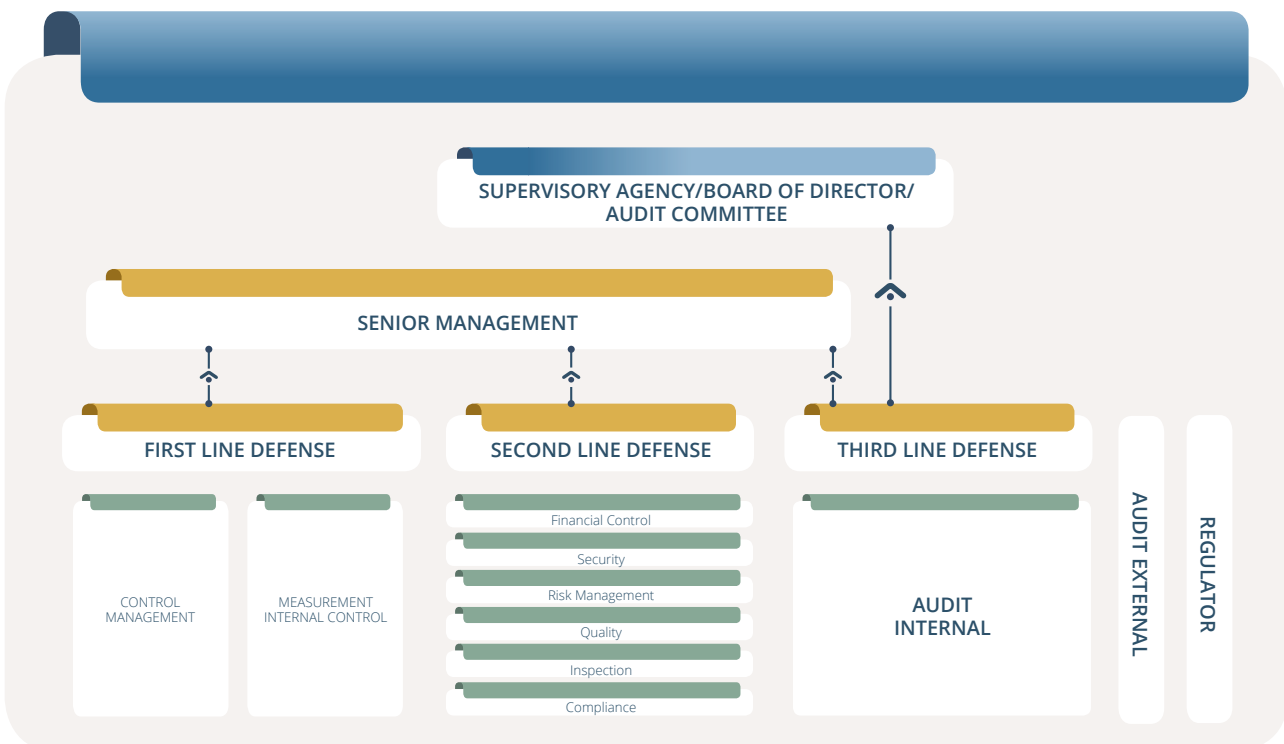 SUPERVISORY AGENCY/BOARD OF DIRECTOR/
AUDIT COMMITTEE
SENIOR MANAGEMENT
FIRST LINE DEFENSE
SECOND LINE DEFENSE
THIRD LINE DEFENSE
CONTROL
MANAGEMENT
MEASUREMENT
INTERNAL CONTROL
Financial Control
Security
Risk Management
Quality
Inspection
Compliance
AUDIT
INTERNAL
AUDIT EXTERNAL
REGULATOR